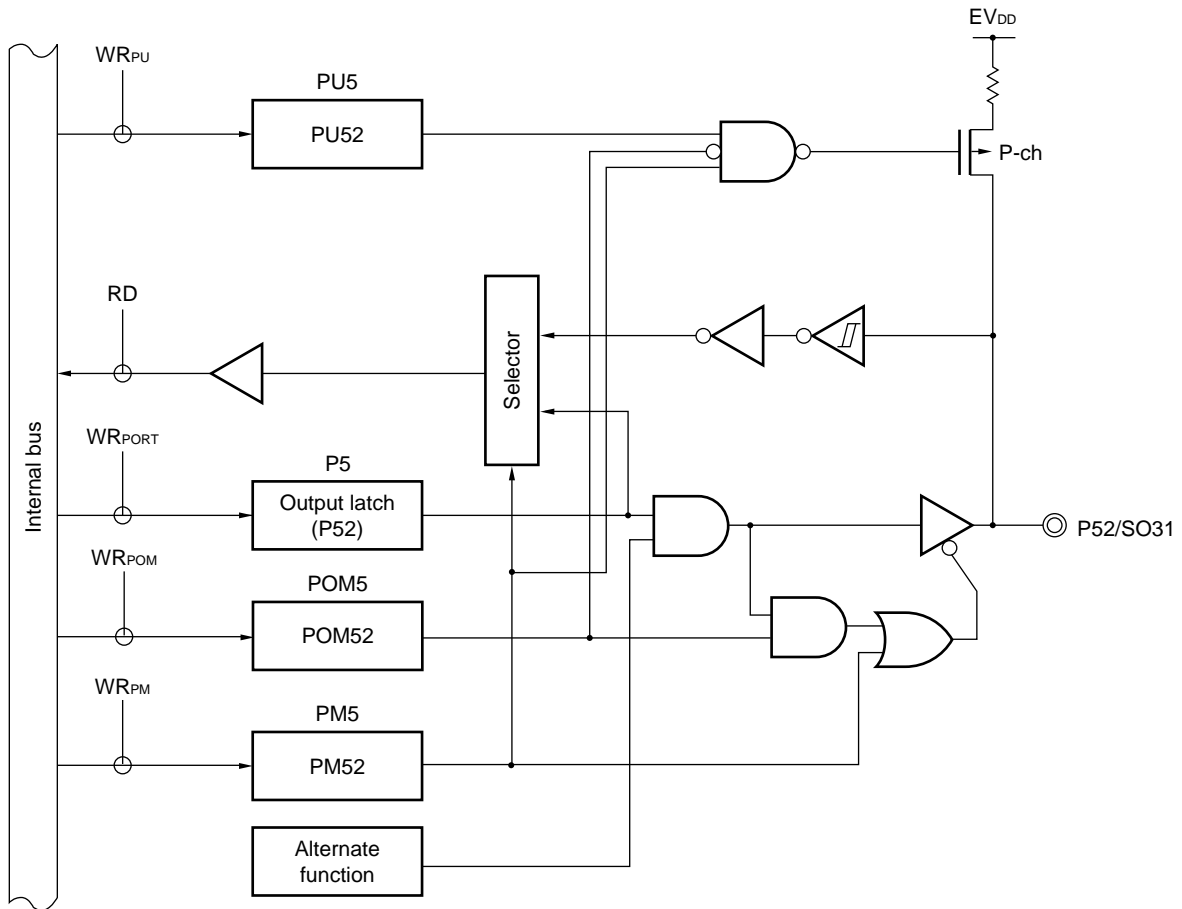 EVDD
WRPU
PU5
PU52
P-ch
RD
Selector
Internal bus
WRPORT
P5
Output latch
(P52)
P52/SO31
WRPOM
POM5
POM52
WRPM
PM5
PM52
Alternate
function